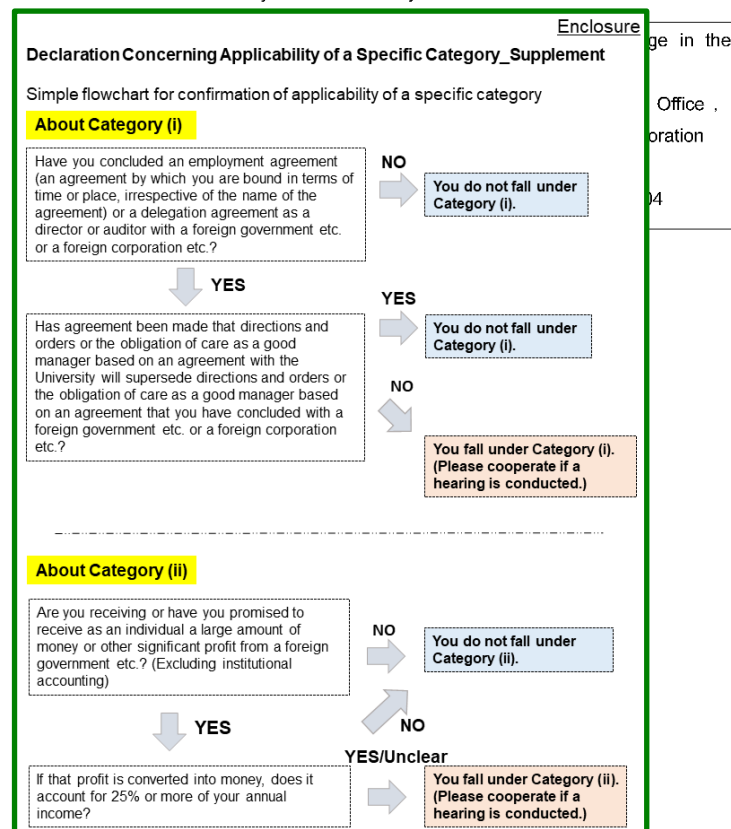 Enclosure
Declaration Concerning Applicability of a Specific Category_Supplement
Simple flowchart for confirmation of applicability of a specific category
About Category (i)
Have you concluded an employment agreement
(an agreement by which you are bound in terms of
time or place, irrespective of the name of the
agreement) or a delegation agreement as a
director or auditor with a foreign government etc.
or a foreign corporation etc.?
NO
You do not fall under
Category (i).
YES
Has agreement been made that directions and
orders or the obligation of care as a good
manager based on an agreement with the
University will supersede directions and orders or
the obligation of care as a good manager based
on an agreement that you have concluded with a
foreign government etc. or a foreign corporation
etc.?
YES
You do not fall under
Category (i).
NO
You fall under Category (i).
(Please cooperate if a
hearing is conducted.)
About Category (ii)
Are you receiving or have you promised to
receive as an individual a large amount of
money or other significant profit from a foreign
government etc.? (Excluding institutional
accounting)
NO
You do not fall under
Category (ii).
YES
NO
YES/Unclear
If that profit is converted into money, does it
account for 25% or more of your annual
income?
You fall under Category (ii).
(Please cooperate if a
hearing is conducted.)
in the
Office ,